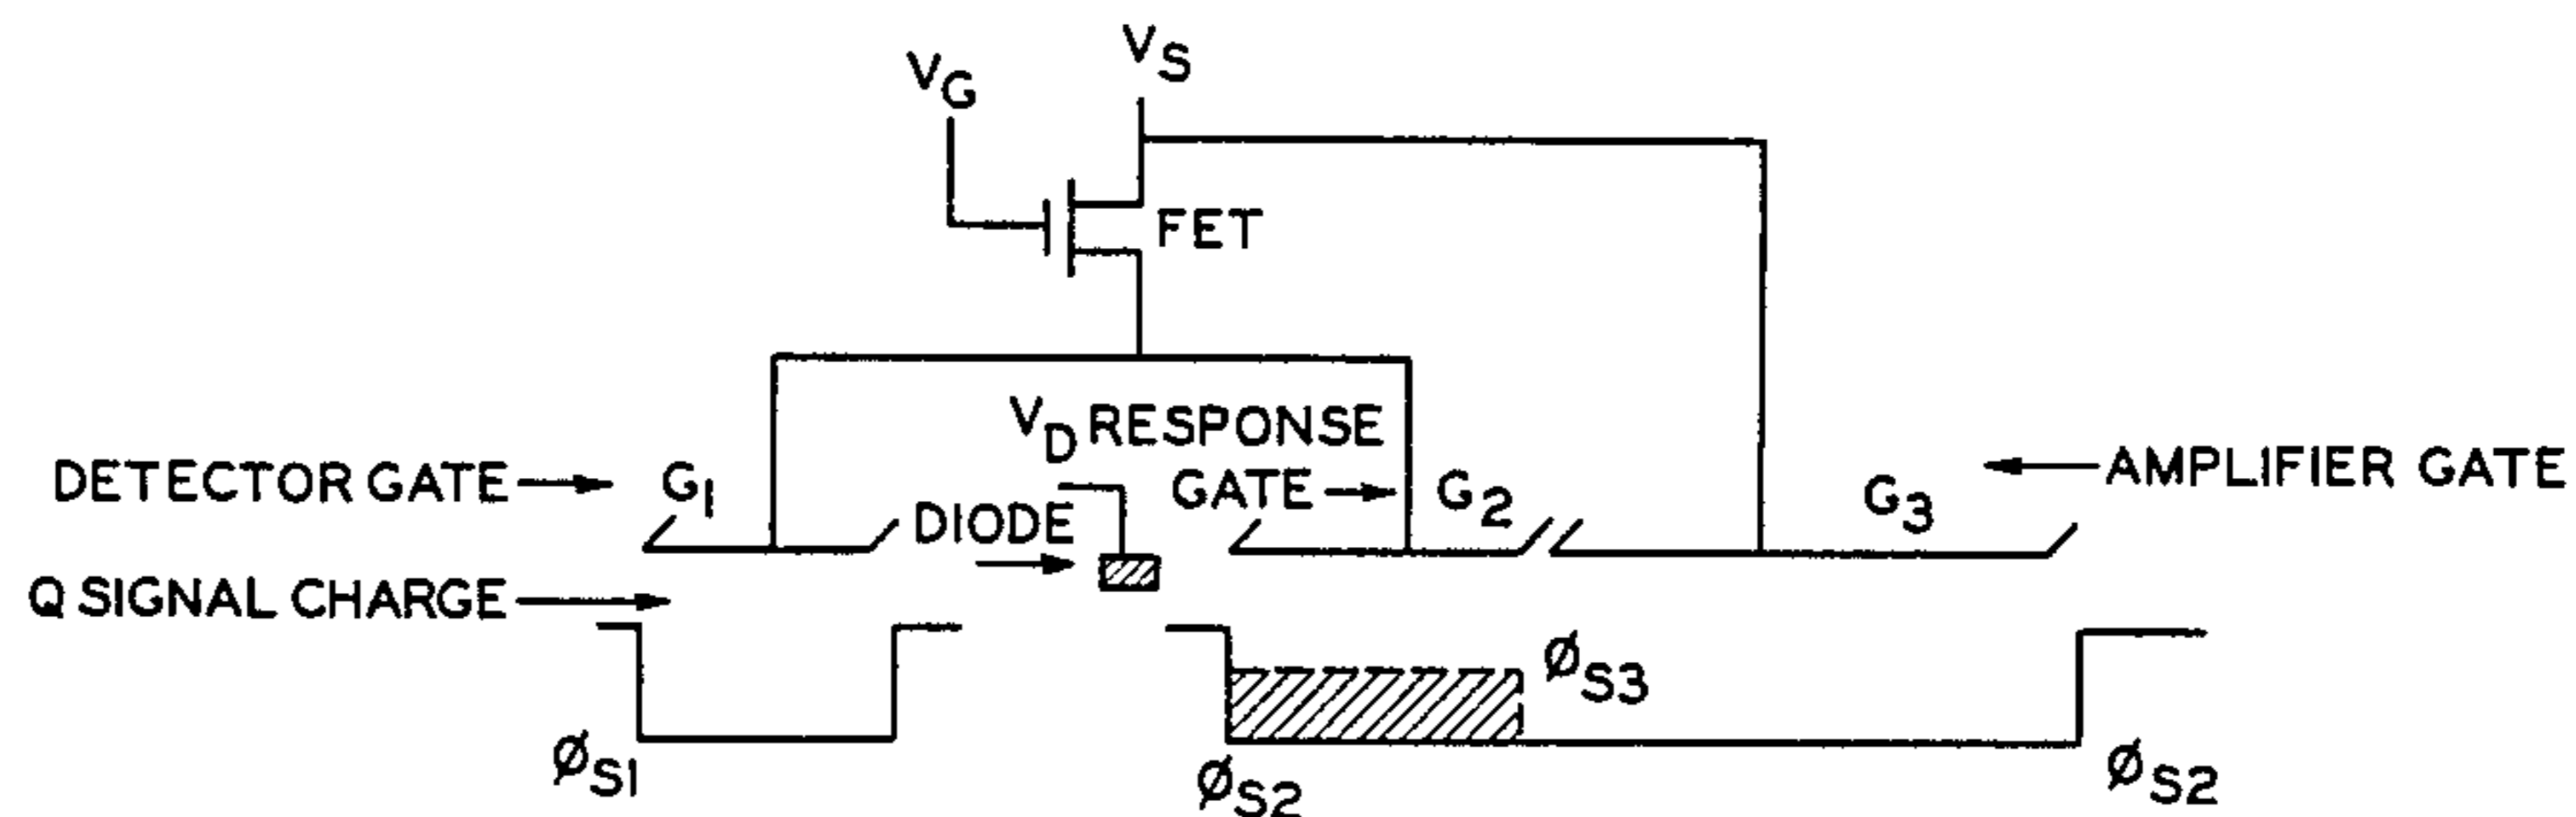 V_G
V_S
FET
V_D RESPONSE
GATE → G_2
DETECTOR GATE → G_1
DIODE →
G_3 ← AMPLIFIER GATE
Q SIGNAL CHARGE →
Ø_S3
Ø_S1
Ø_S2
Ø_S2